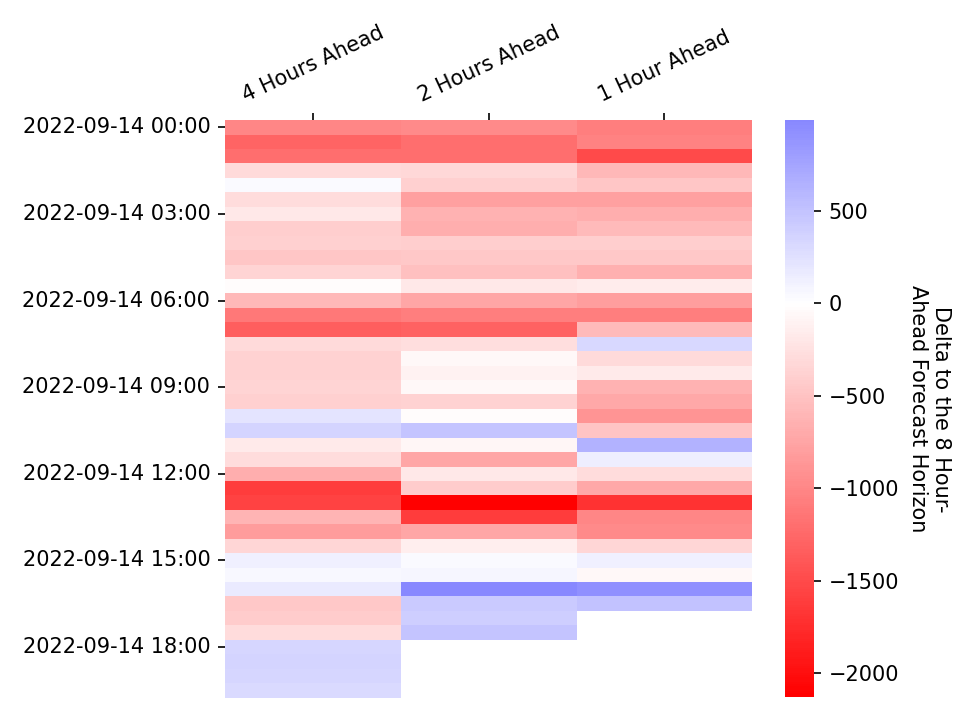 4 Hours Ahead
2 Hours Ahead
1 Hour Ahead
2022-09-14 00:00
2022-09-14 03:00
2022-09-14 06:00
2022-09-14 09:00
2022-09-14 12:00
2022-09-14 15:00
2022-09-14 18:00
500
0
−500
−1000
−1500
−2000
Delta to the 8 Hour-
Ahead Forecast Horizon